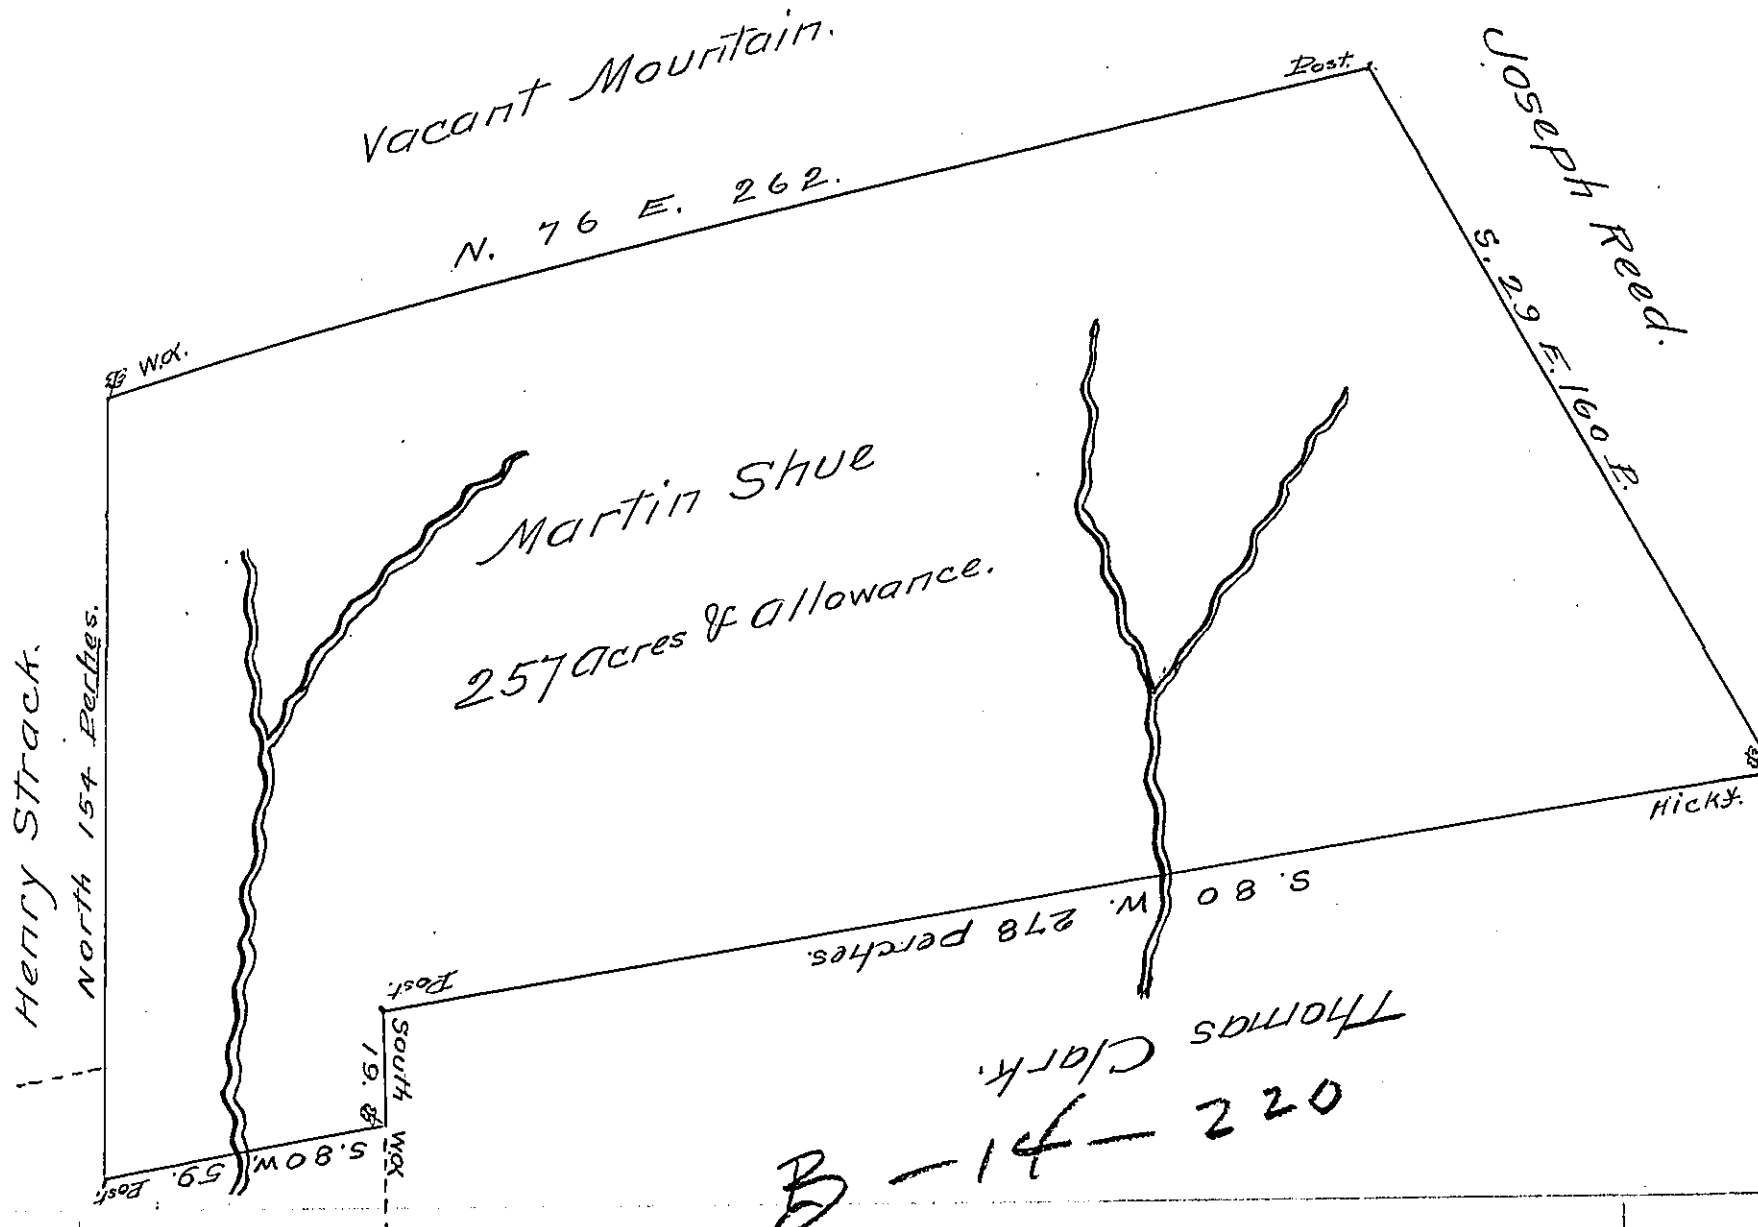 Vacant Mountain.
Post.
Joseph Reed.
N. 76 E. 262.
S. 29 E. 160 P.
W.O.
Martin Shue
257 Acres & allowance.
Henry Strack.
North 154 Perches.
Hicky.
S. 80 W. 278 perches.
Post.
South 19.
W.O.
S. 80 W. 59.
Post.
Thomas Clark.
B - 14 - 220